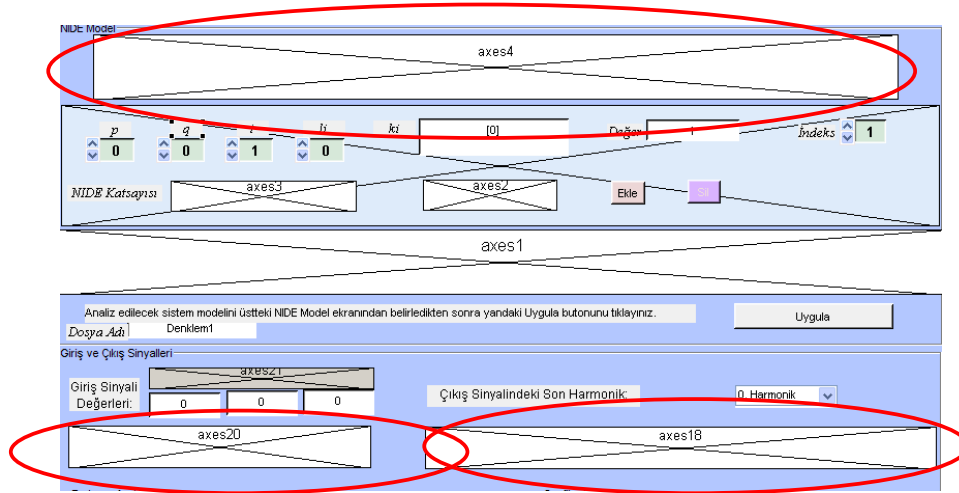 NIDE Model
axes4
p q i li ki [0] Değer 1 İndeks 1
0 0 1 0
NIDE Katsayısı axes3 axes2 Ekle Sil
axes1
Analiz edilecek sistem modelini üstteki NIDE Model ekranından belirledikten sonra yandaki Uygula butonunu tıklayınız.
Uygula
Dosya Adı Denklem1
Giriş ve Çıkış Sinyalleri
axes21
Giriş Sinyali
Değerleri:
0 0 0
Çıkış Sinyalindeki Son Harmonik:
0. Harmonik
axes20
axes18